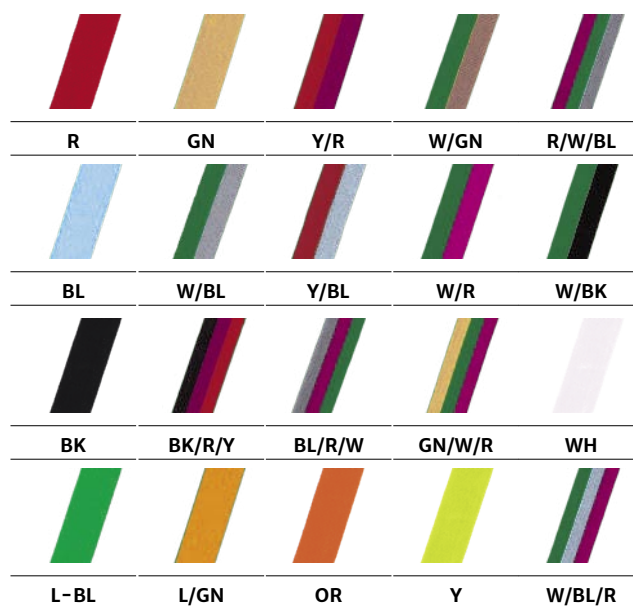 R GN Y/R W/GN R/W/BL
BL W/BL Y/BL W/R W/BK
BK BK/R/Y BL/R/W GN/W/R WH
L-BL L/GN OR Y W/BL/R